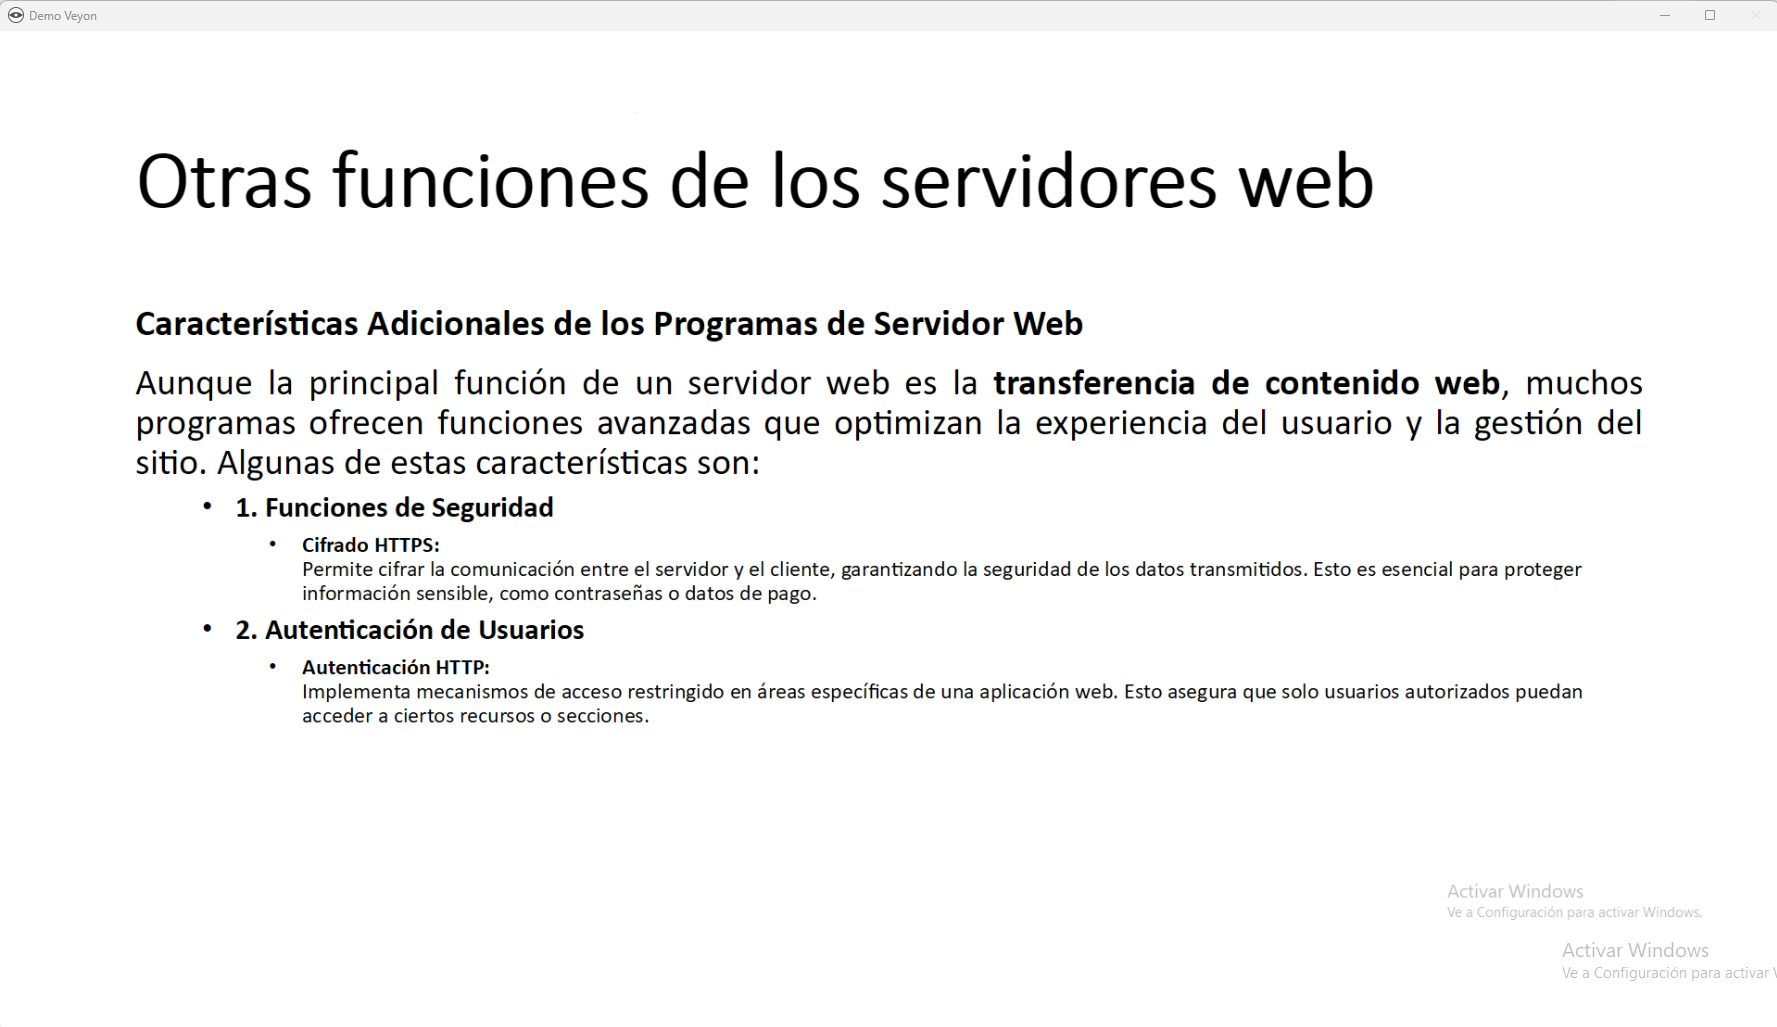 Demo Veyon
Otras funciones de los servidores web
Características Adicionales de los Programas de Servidor Web
Aunque la principal función de un servidor web es la transferencia de contenido web, muchos
programas ofrecen funciones avanzadas que optimizan la experiencia del usuario y la gestión del
sitio. Algunas de estas características son:
• 1. Funciones de Seguridad
• Cifrado HTTPS:
Permite cifrar la comunicación entre el servidor y el cliente, garantizando la seguridad de los datos transmitidos. Esto es esencial para proteger
información sensible, como contraseñas o datos de pago.
• 2. Autenticación de Usuarios
• Autenticación HTTP:
Implementa mecanismos de acceso restringido en áreas específicas de una aplicación web. Esto asegura que solo usuarios autorizados puedan
acceder a ciertos recursos o secciones.
Activar Windows
Ve a Configuración para activar Windows.
Activar Windows
Ve a Configuración para activar